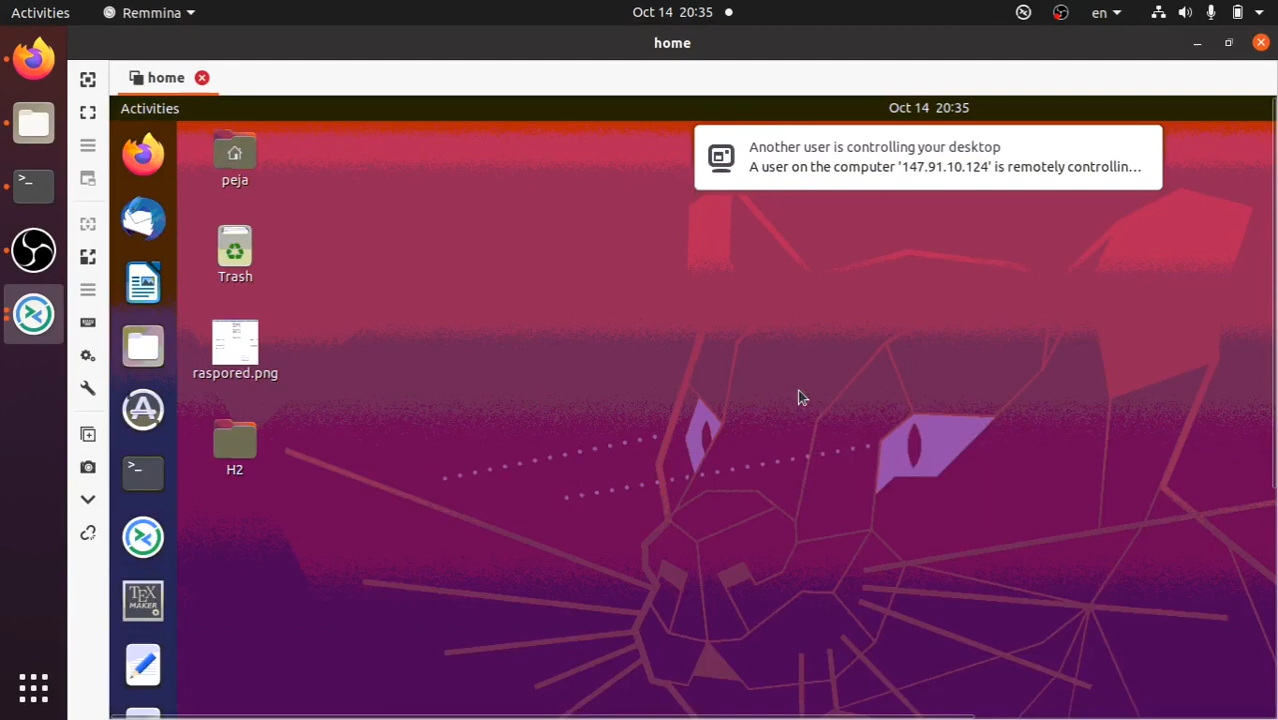 Activities
Remmina
Oct 14 20:35
en
home
home
Activities
Oct 14 20:35
Another user is controlling your desktop
A user on the computer '147.91.10.124' is remotely controllin…
peja
Trash
raspored.png
H2
TEX
MAKER